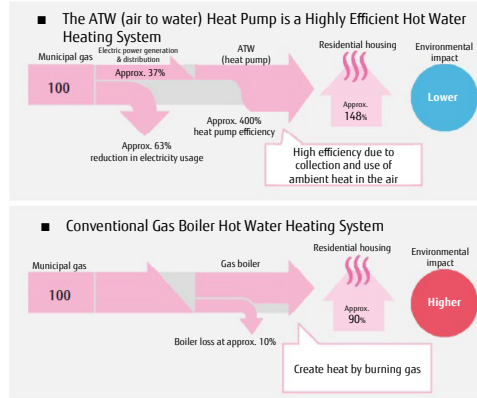 ■ The ATW (air to water) Heat Pump is a Highly Efficient Hot Water
Heating System
Municipal gas
100
Electric power generation
& distribution
Approx. 37%
Approx. 63%
reduction in electricity usage
ATW
(heat pump)
Approx. 400%
heat pump efficiency
Residential housing
Approx.
148%
High efficiency due to
collection and use of
ambient heat in the air
Environmental
impact
Lower
■ Conventional Gas Boiler Hot Water Heating System
Municipal gas
100
Gas boiler
Boiler loss at approx. 10%
Residential housing
Approx.
90%
Create heat by burning gas
Environmental
impact
Higher